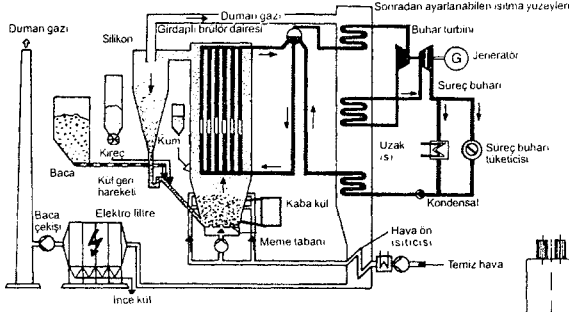 Sonradan ayarlanabilen ısıtma yüzeyleri
Duman gazı
Duman gazı
Girdaplı brülör dairesi
Silikon
Buhar türbini
G
Jeneratör
Süreç buharı
Kum
Kireç
Baca
Kül geri
hareketi
Uzak
ısı
Süreç buharı
tüketicisi
Kaba kül
Kondensat
Baca
çekişi
Elektro filtre
Meme tabanı
Hava ön
ısıtıcısı
Temiz hava
İnce kül